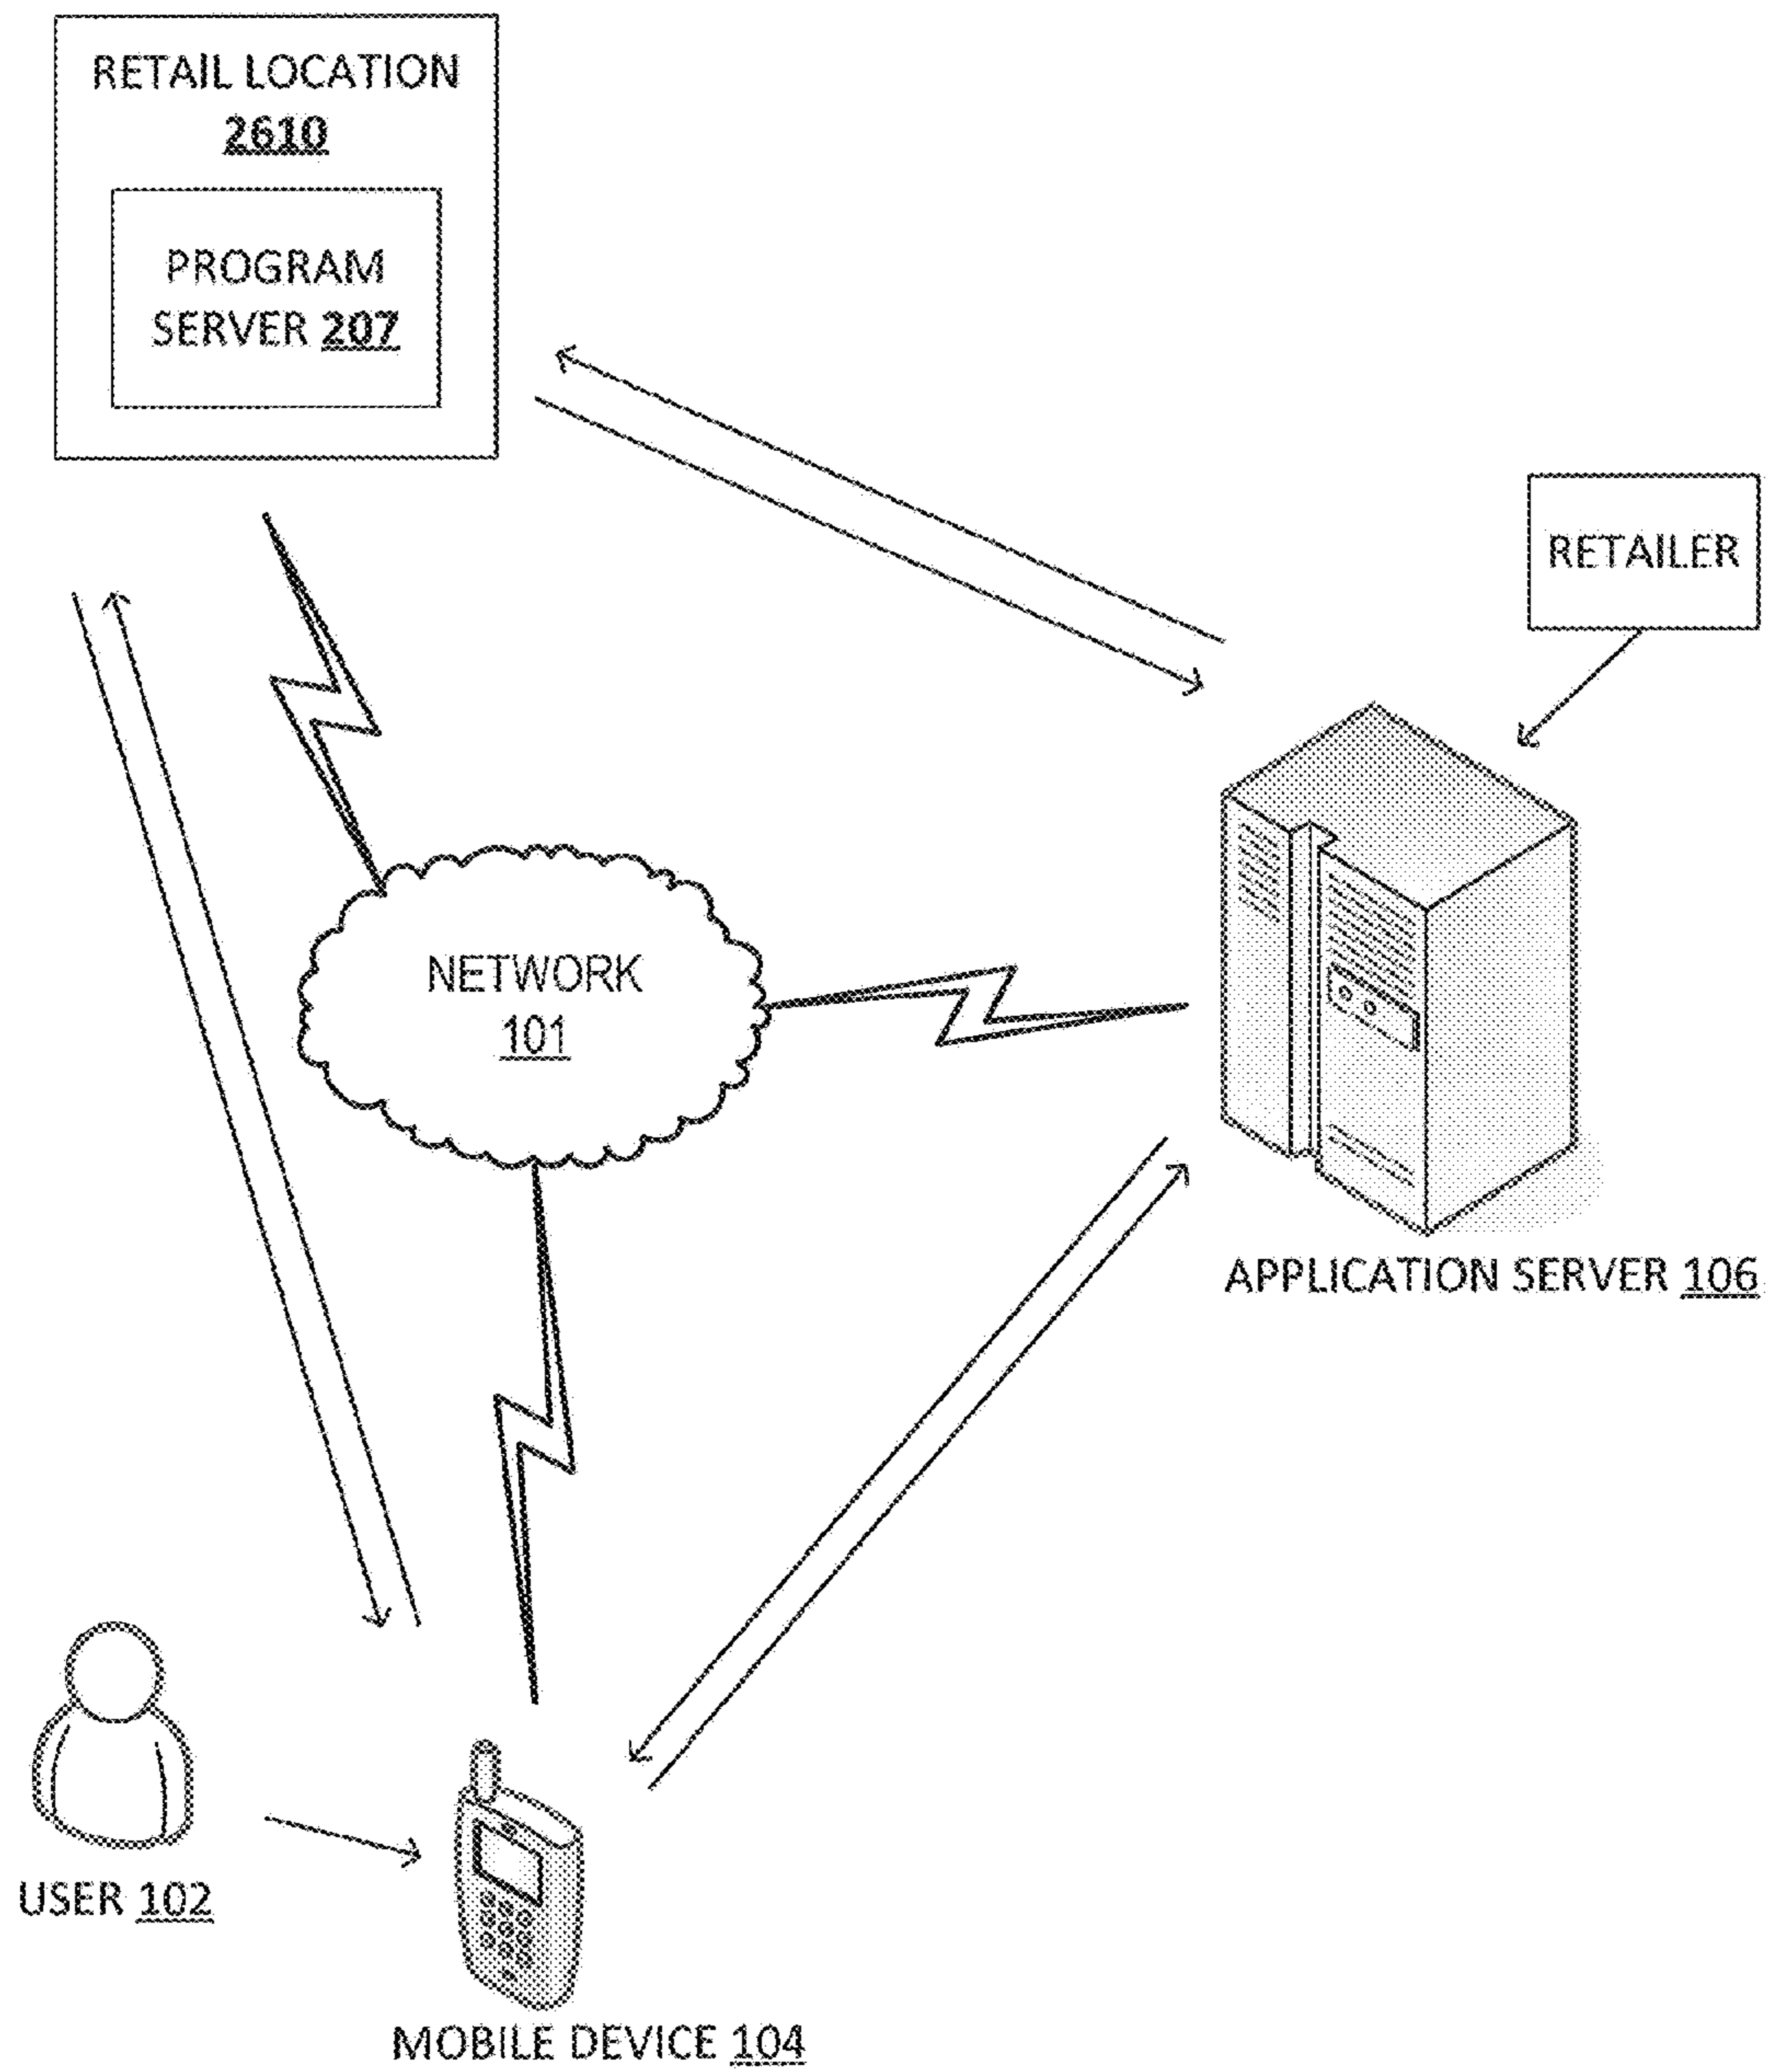 RETAIL LOCATION
2610
PROGRAM
SERVER 207
RETAILER
NETWORK
101
APPLICATION SERVER 106
USER 102
MOBILE DEVICE 104